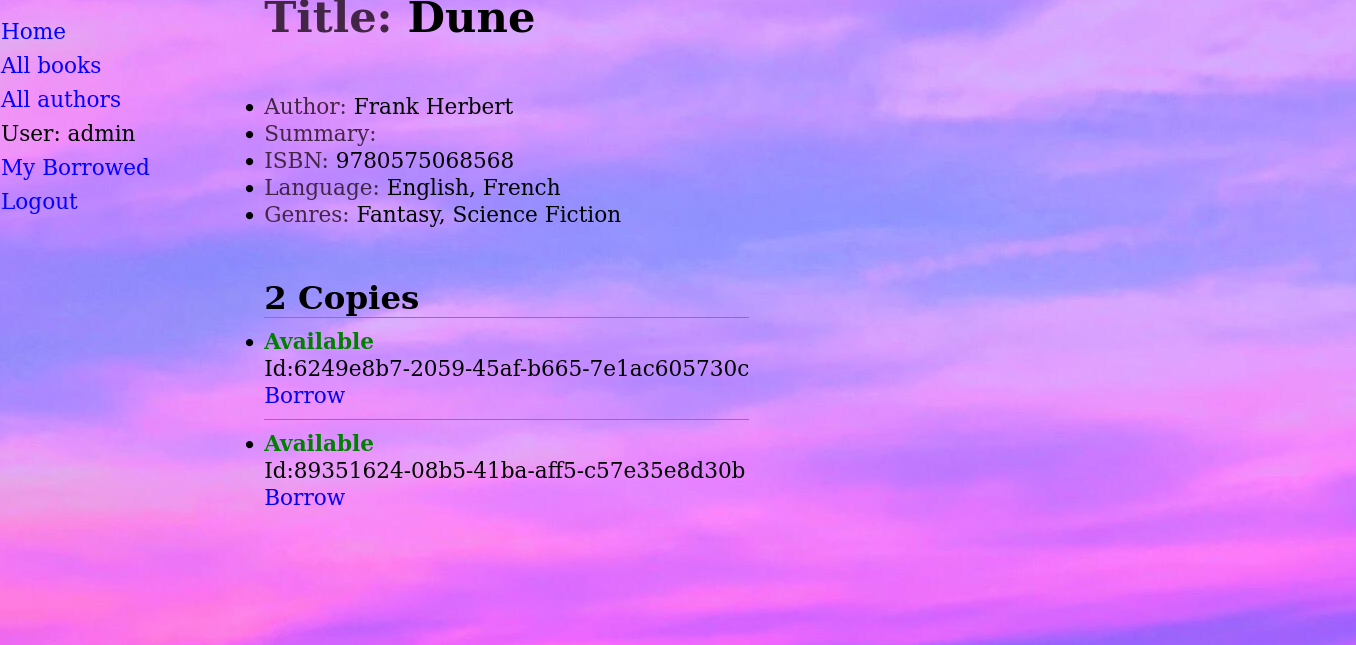 Home
All books
All authors
User: admin
My Borrowed
Logout
Title: Dune
Author: Frank Herbert
Summary:
ISBN: 9780575068568
Language: English, French
Genres: Fantasy, Science Fiction
2 Copies
Available
Id:6249e8b7-2059-45af-b665-7e1ac605730c
Borrow
Available
Id:89351624-08b5-41ba-aff5-c57e35e8d30b
Borrow